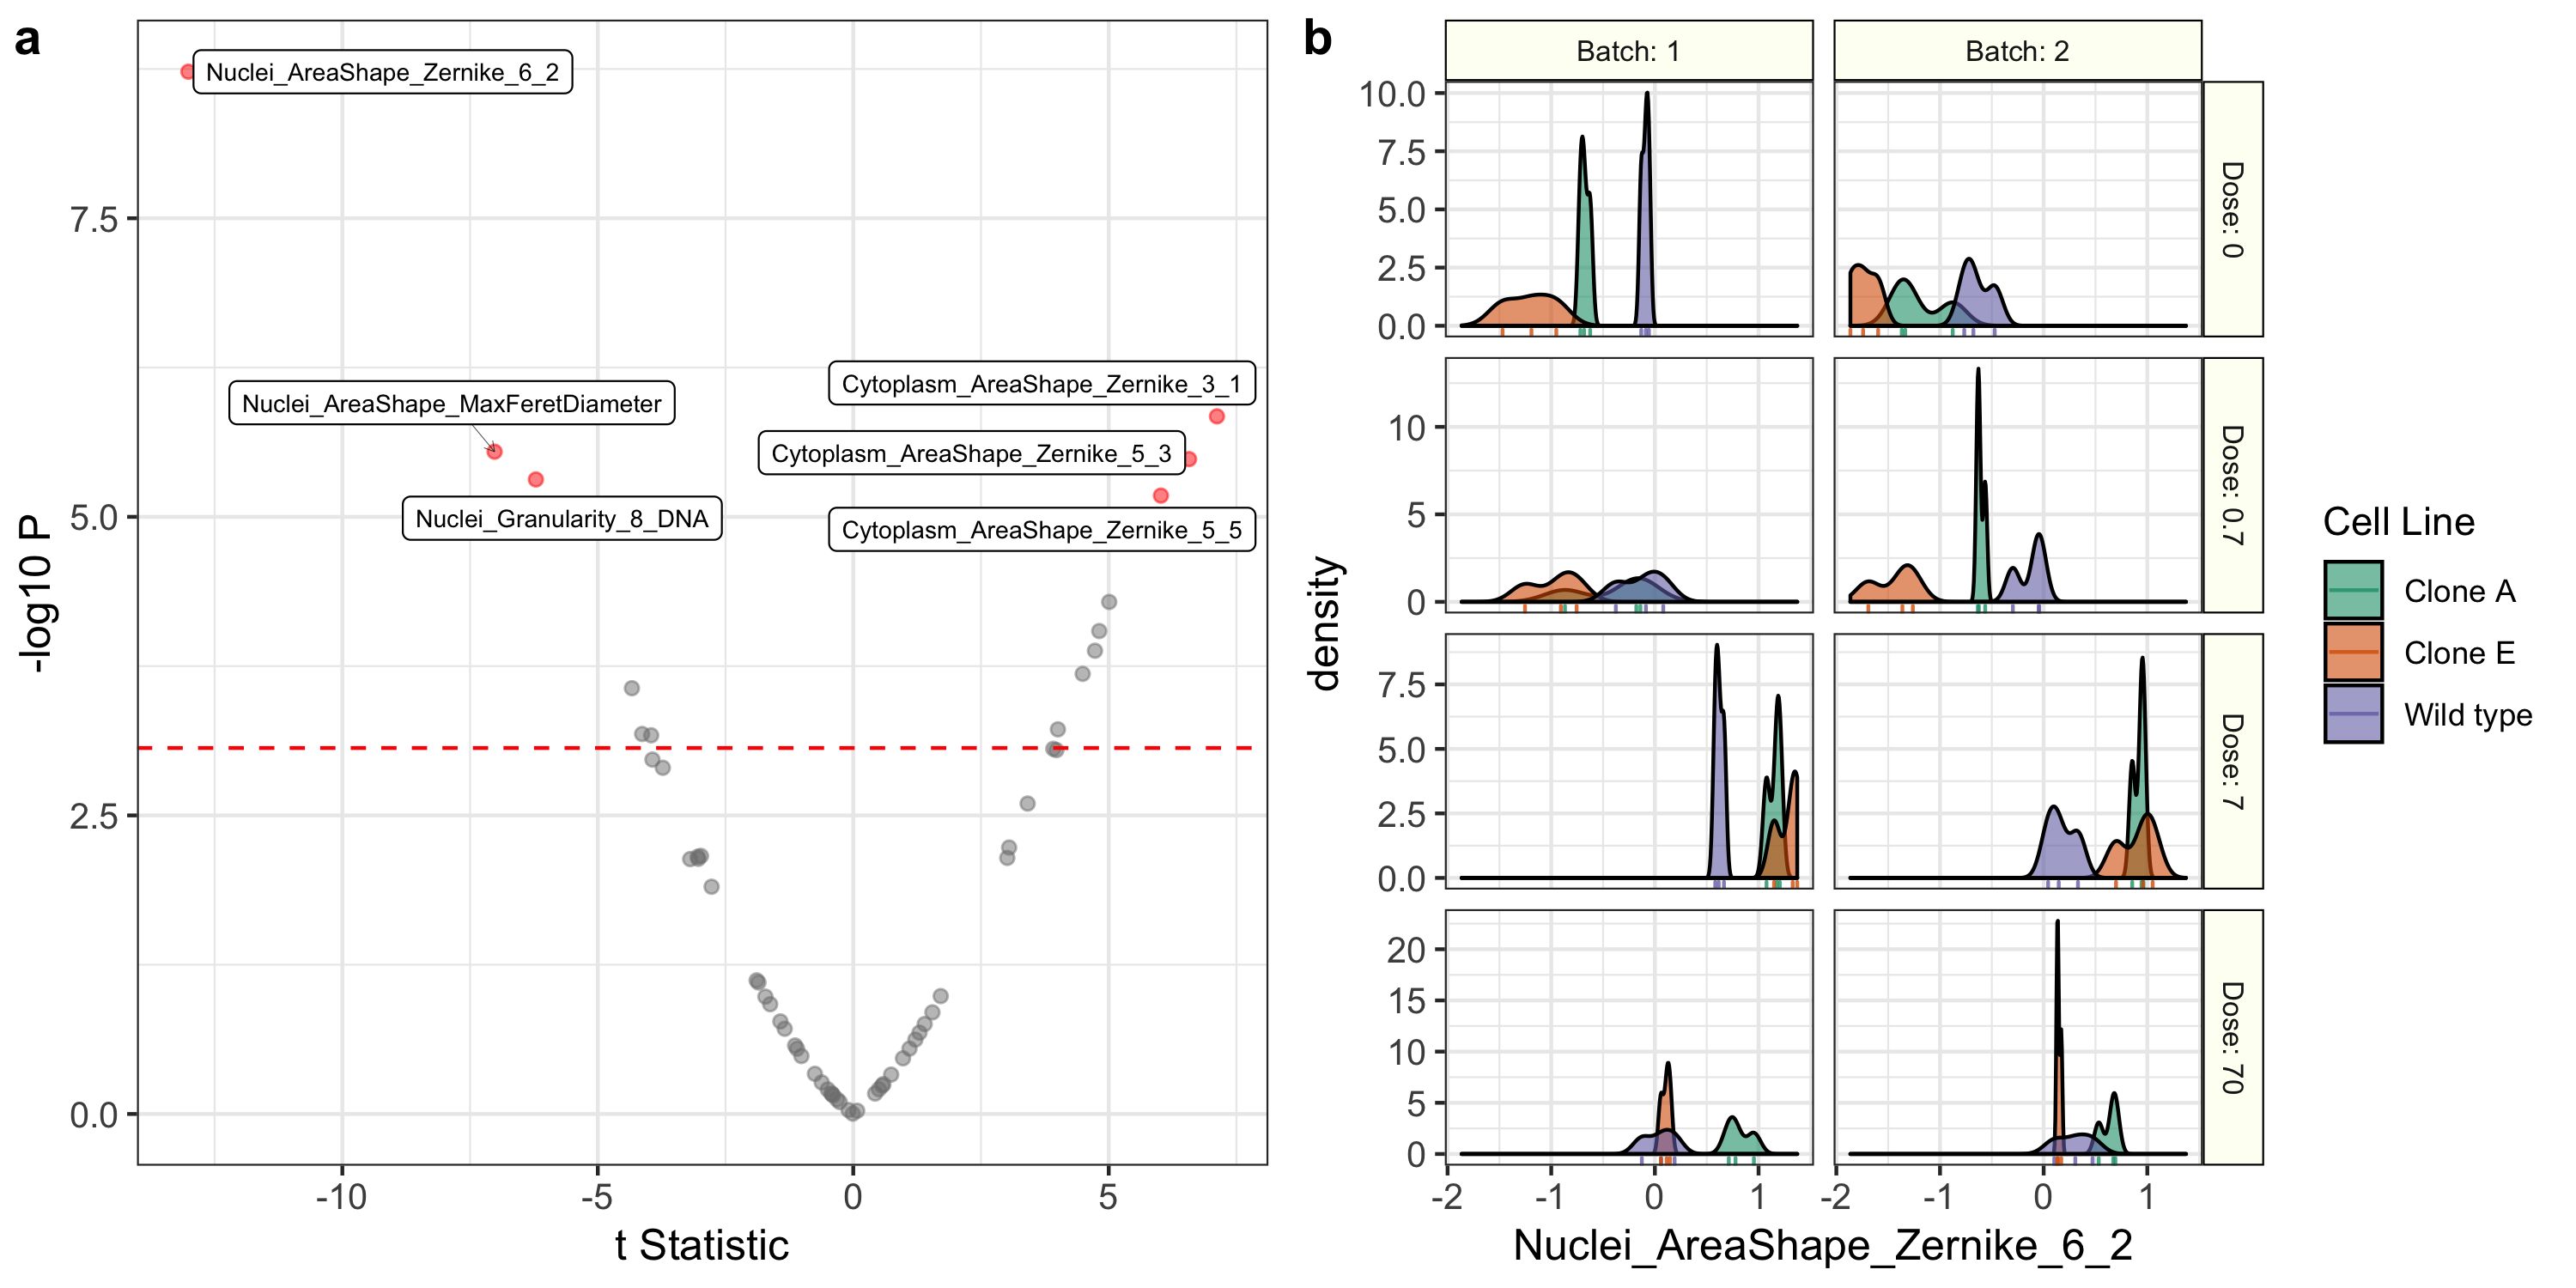 a
Nuclei_AreaShape_Zernike_6_2
Nuclei_AreaShape_MaxFeretDiameter
Nuclei_Granularity_8_DNA
Cytoplasm_AreaShape_Zernike_3_1
Cytoplasm_AreaShape_Zernike_5_3
Cytoplasm_AreaShape_Zernike_5_5
-log10 P
7.5
5.0
2.5
0.0
-10 -5 0 5
t Statistic
b
Batch: 1 Batch: 2
10.0
7.5
5.0
2.5
0.0
Dose: 0
10
5
0
Dose: 0.7
7.5
5.0
2.5
0.0
Dose: 7
20
15
10
5
0
Dose: 70
density
-2 -1 0 1 -2 -1 0 1
Nuclei_AreaShape_Zernike_6_2
Cell Line
Clone A
Clone E
Wild type